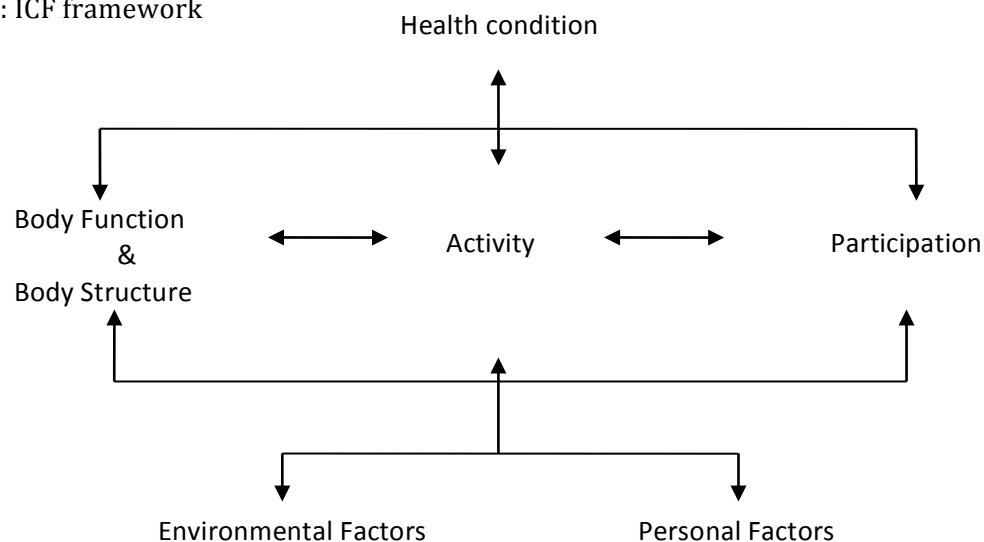 : ICF framework
Health condition
Body Function
&
Body Structure
Activity
Participation
Environmental Factors
Personal Factors